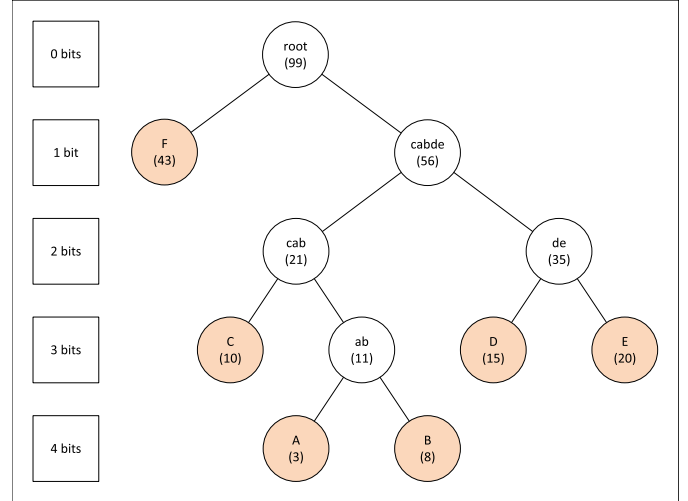 0 bits
root
(99)
1 bit
F
(43)
cabde
(56)
2 bits
cab
(21)
de
(35)
3 bits
C
(10)
ab
(11)
D
(15)
E
(20)
4 bits
A
(3)
B
(8)